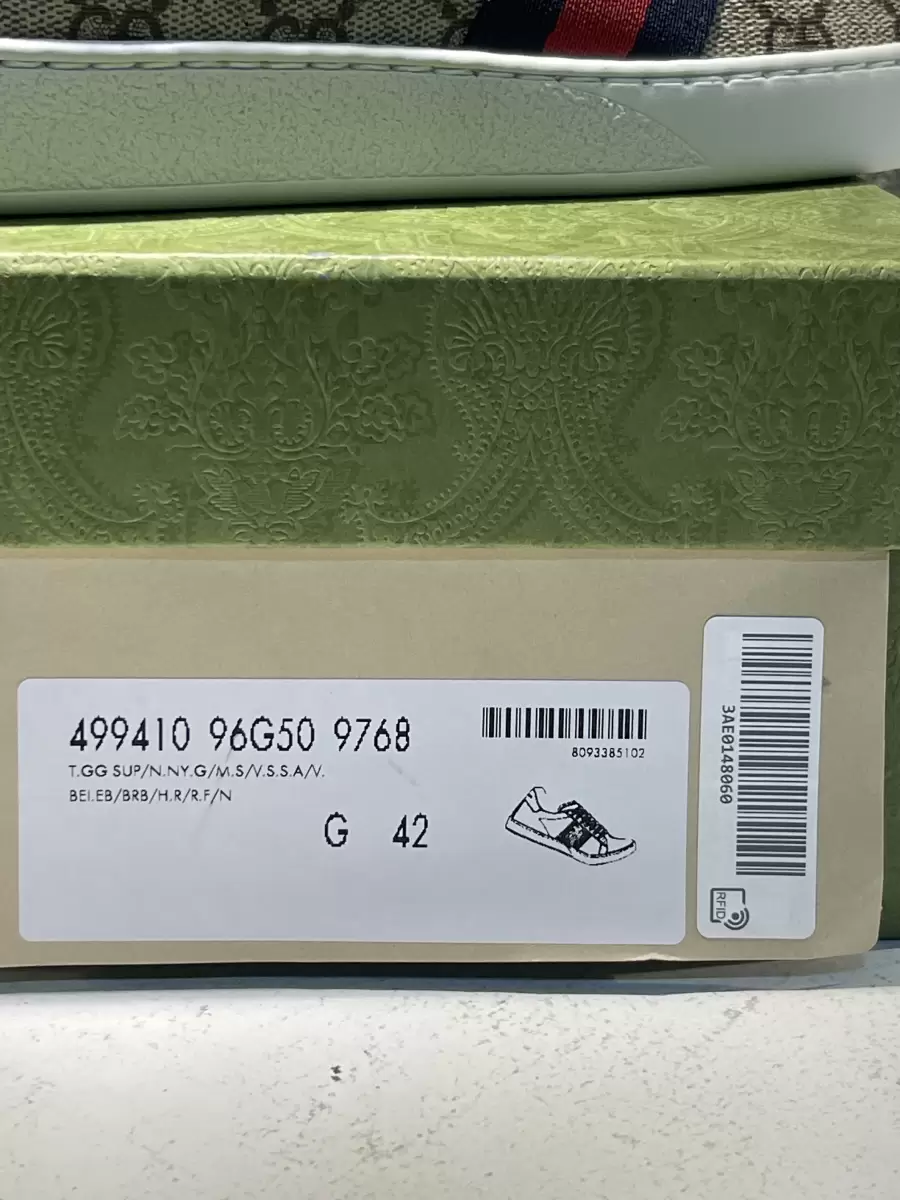 499410 96G50 9768
T.GG SUP/N.NY.G/M.S/V.S.S.A/V.
BEI.EB/BRB/H.R/R.F/N
G 42
8093385102
3AE0148060
RFID